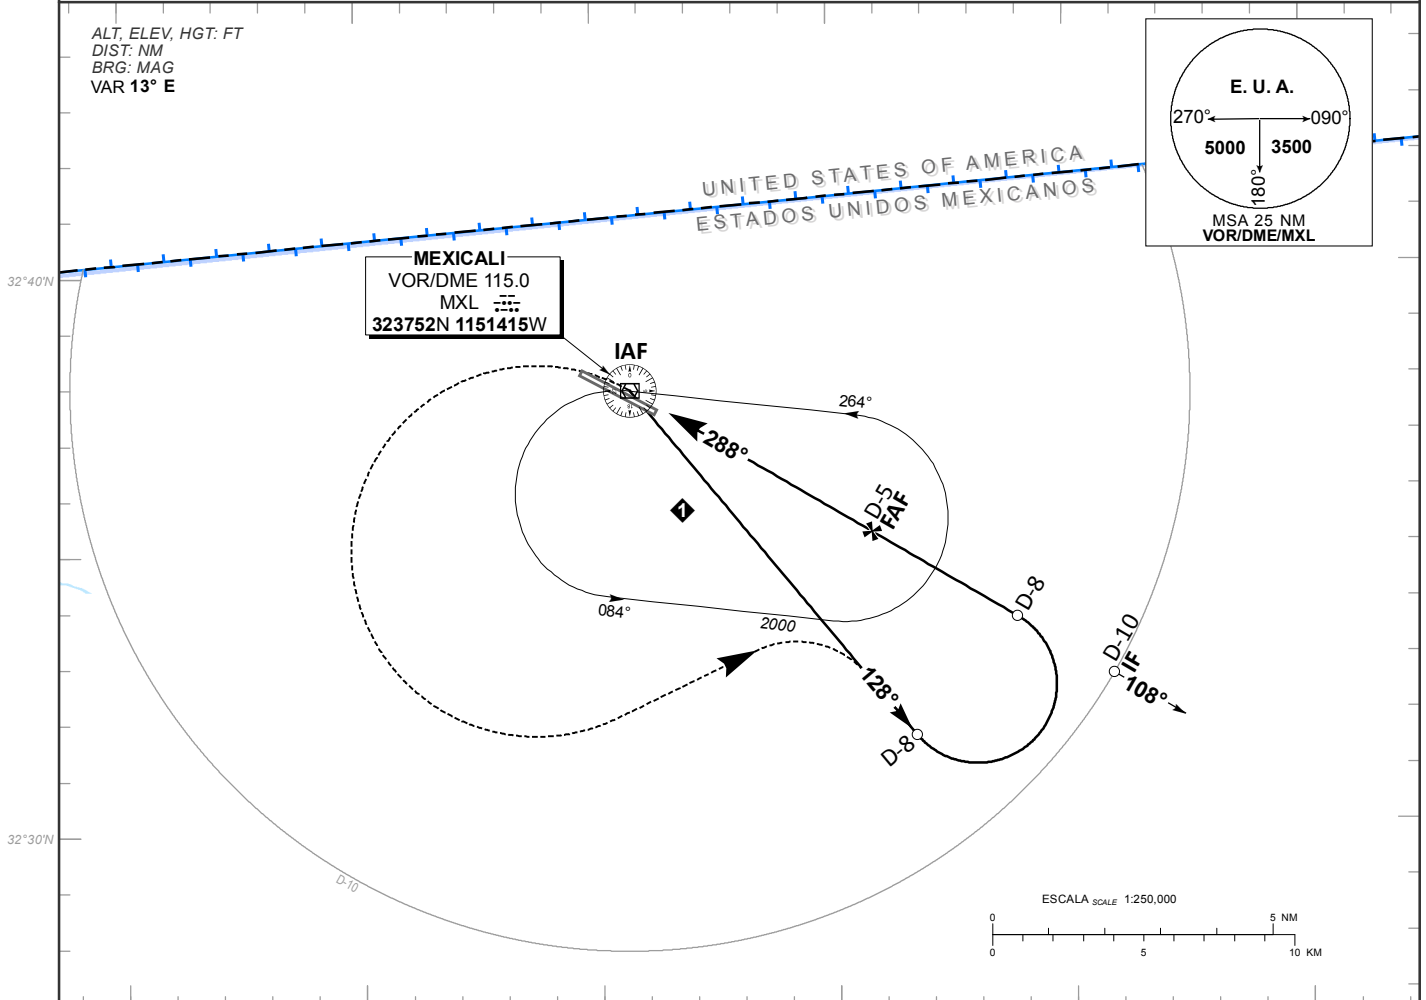 ALT, ELEV, HGT: FT
DIST: NM
BRG: MAG
VAR 13° E
E. U. A.
270°
090°
5000
3500
180°
MSA 25 NM
VOR/DME/MXL
UNITED STATES OF AMERICA
ESTADOS UNIDOS MEXICANOS
32°40'N
MEXICALI
VOR/DME 115.0
MXL
323752N 1151415W
IAF
264°
288°
D-5
FAF
1
084°
2000
D-8
D-10
IF
108°
128°
D-8
32°30'N
D-10
ESCALA SCALE 1:250,000
0
5 NM
0
5
10 KM